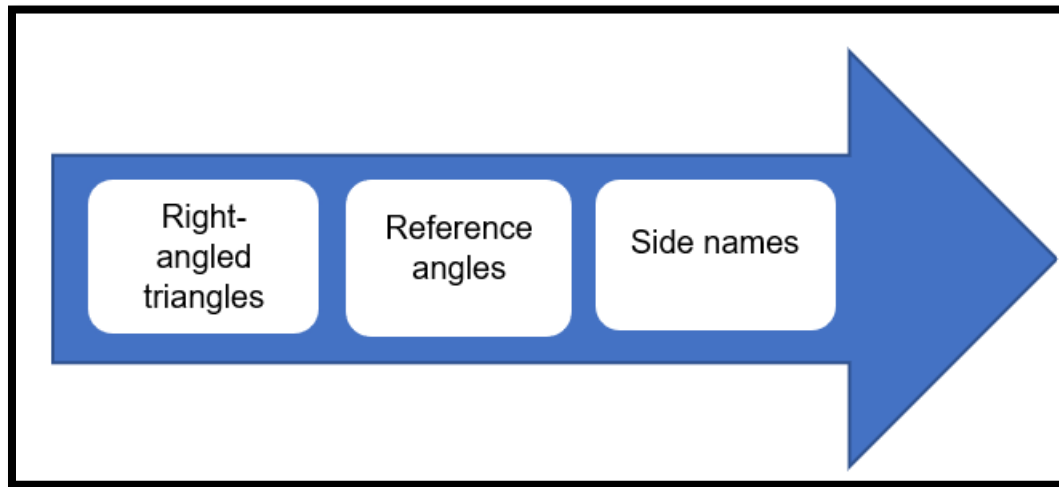 Right-
angled
triangles
Reference
angles
Side names